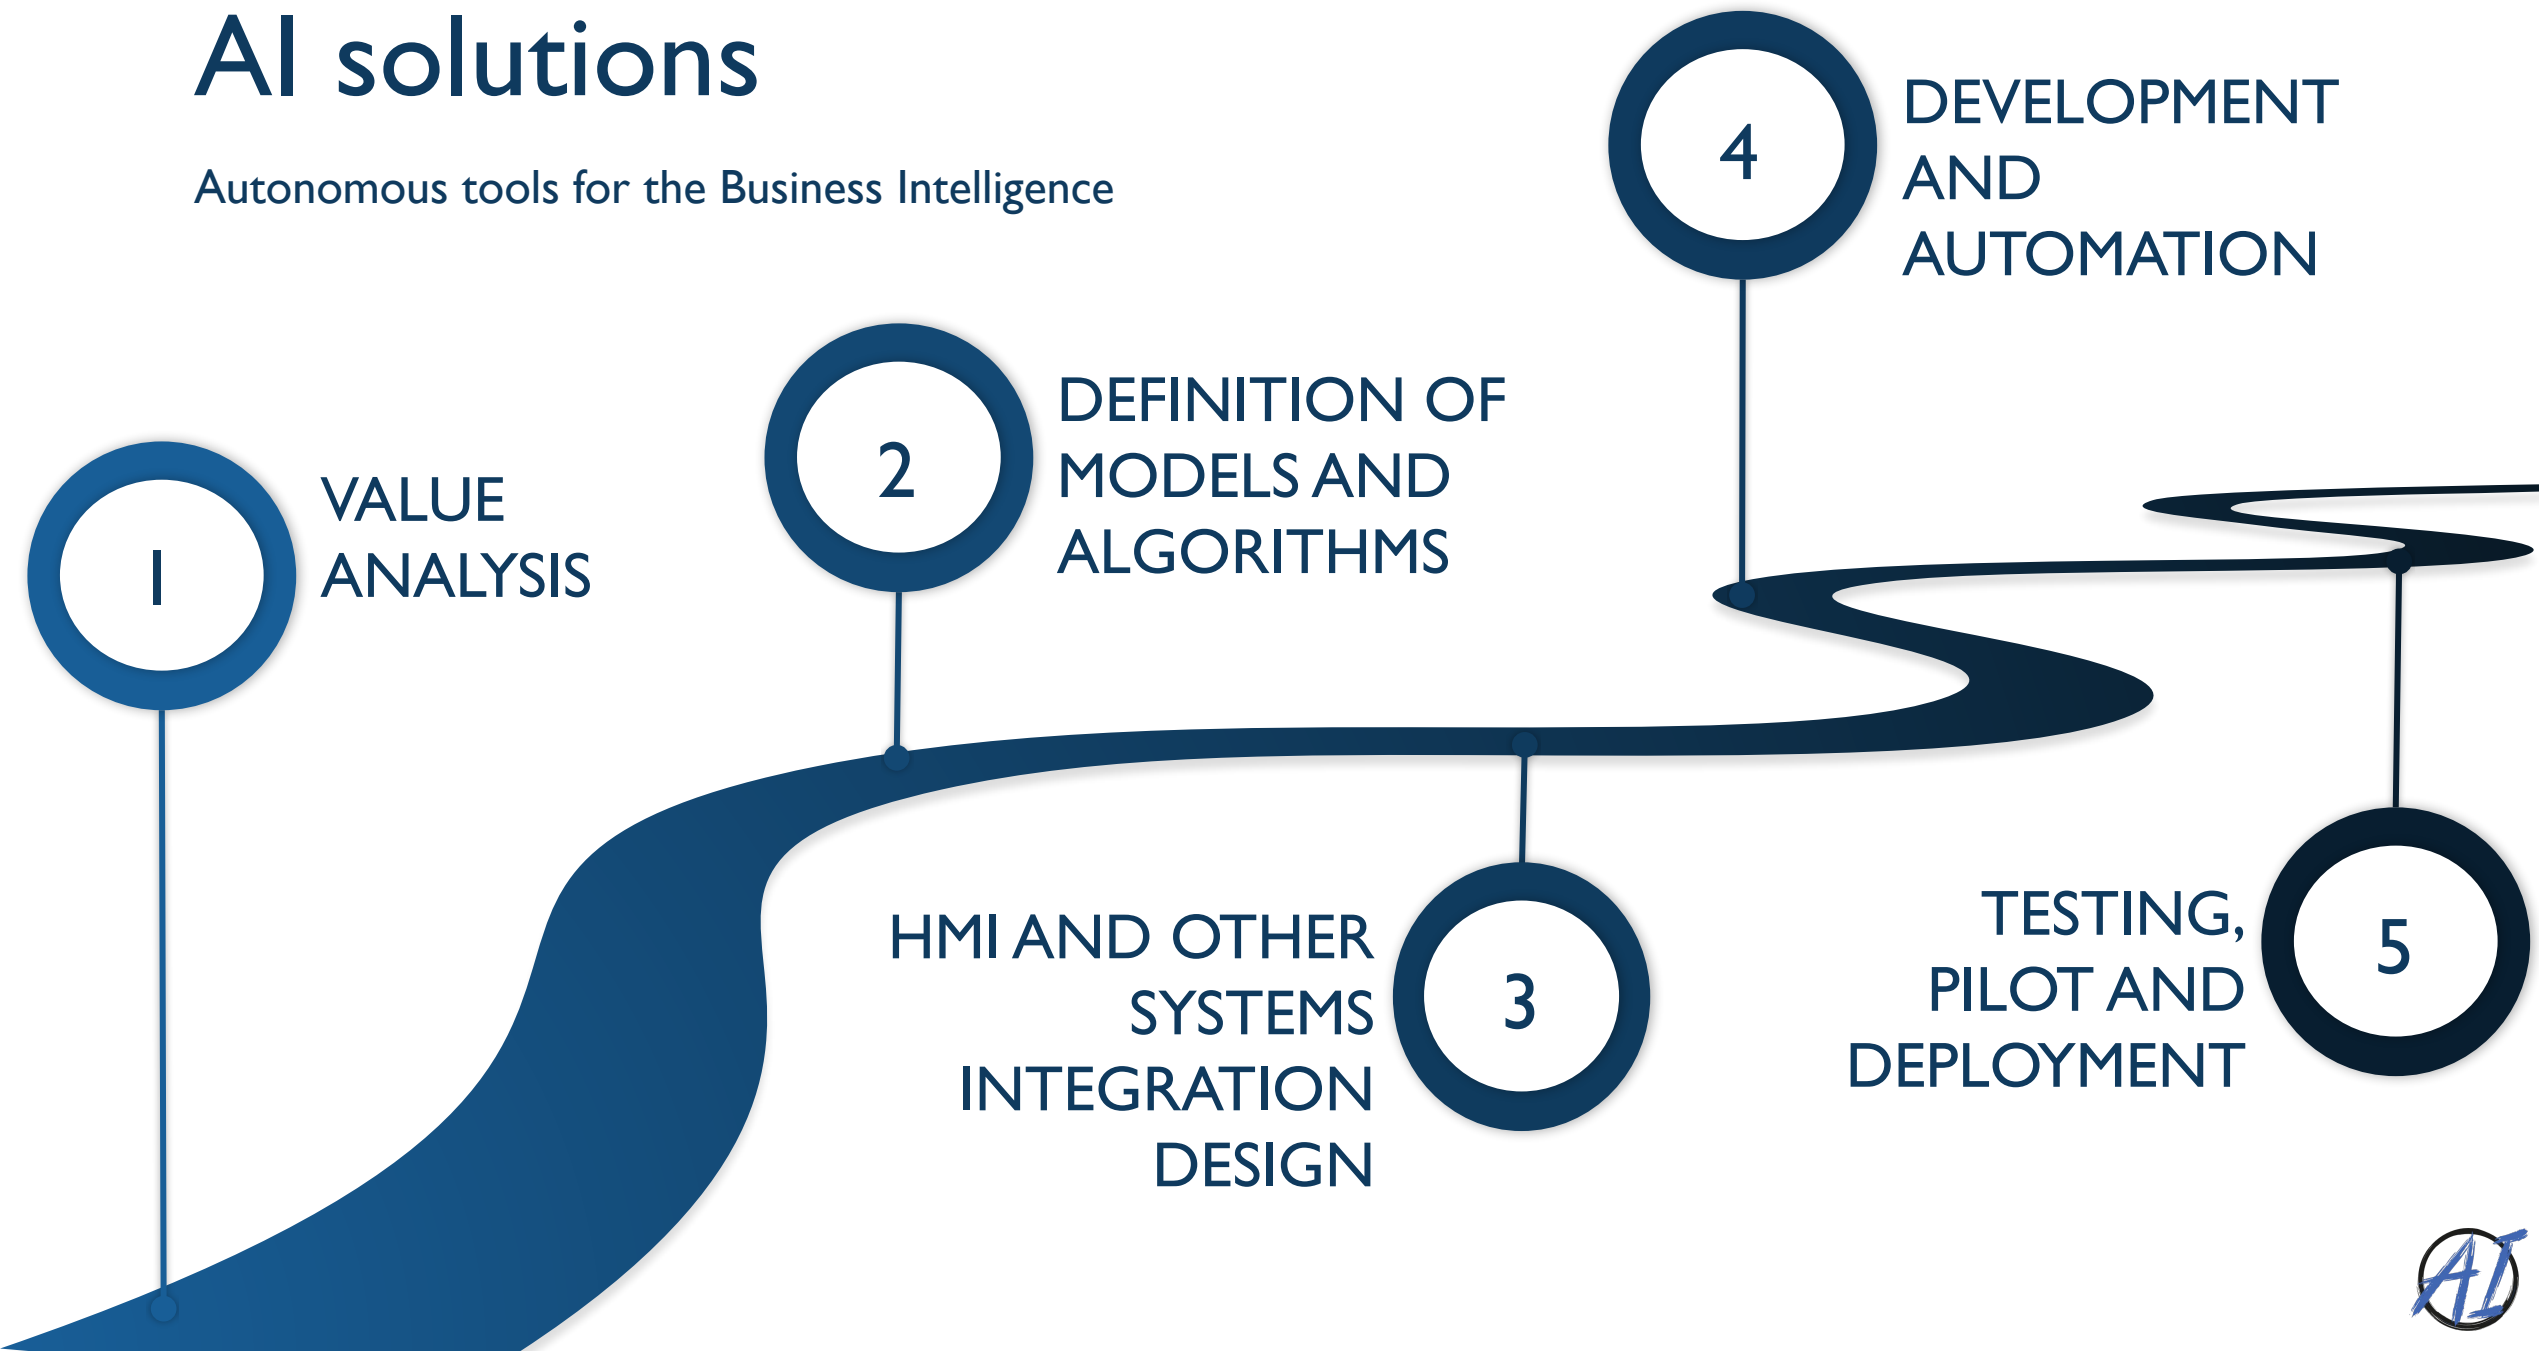 AI solutions
Autonomous tools for the Business Intelligence
1
VALUE
ANALYSIS
2
DEFINITION OF
MODELS AND
ALGORITHMS
3
HMI AND OTHER
SYSTEMS
INTEGRATION
DESIGN
4
DEVELOPMENT
AND
AUTOMATION
5
TESTING,
PILOT AND
DEPLOYMENT
AI